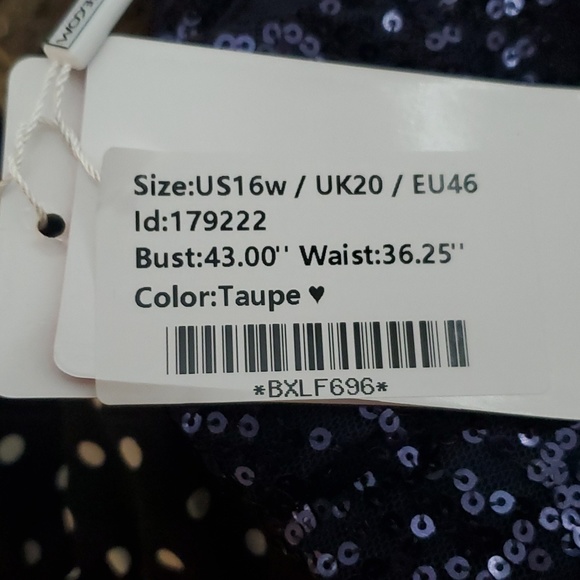 Size:US16w / UK20 / EU46
Id:179222
Bust:43.00'' Waist:36.25''
Color:Taupe ♥
*BXLF696*